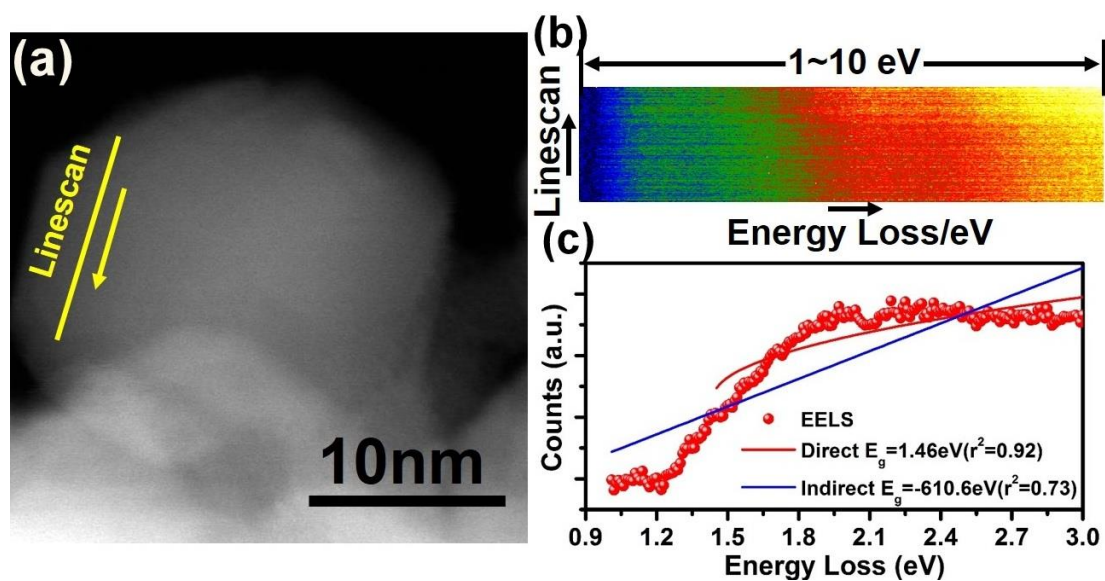 (a)
Linescan
10nm
(b)
1~10 eV
Linescan
Energy Loss/eV
(c)
Counts (a.u.)
EELS
Direct E_g=1.46eV(r²=0.92)
Indirect E_g=-610.6eV(r²=0.73)
0.9 1.2 1.5 1.8 2.1 2.4 2.7 3.0
Energy Loss (eV)